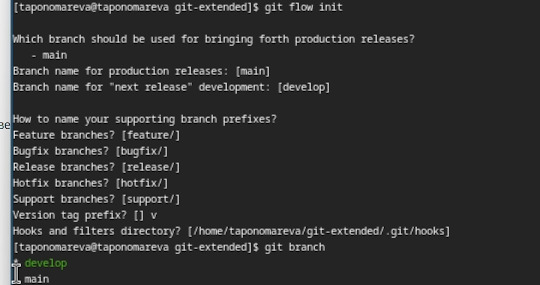 [taponomareva@taponomareva git-extended]$ git flow init
Which branch should be used for bringing forth production releases?
- main
Branch name for production releases: [main]
Branch name for "next release" development: [develop]
How to name your supporting branch prefixes?
Feature branches? [feature/]
Bugfix branches? [bugfix/]
Release branches? [release/]
Hotfix branches? [hotfix/]
Support branches? [support/]
Version tag prefix? [] v
Hooks and filters directory? [/home/taponomareva/git-extended/.git/hooks]
[taponomareva@taponomareva git-extended]$ git branch
* develop
main